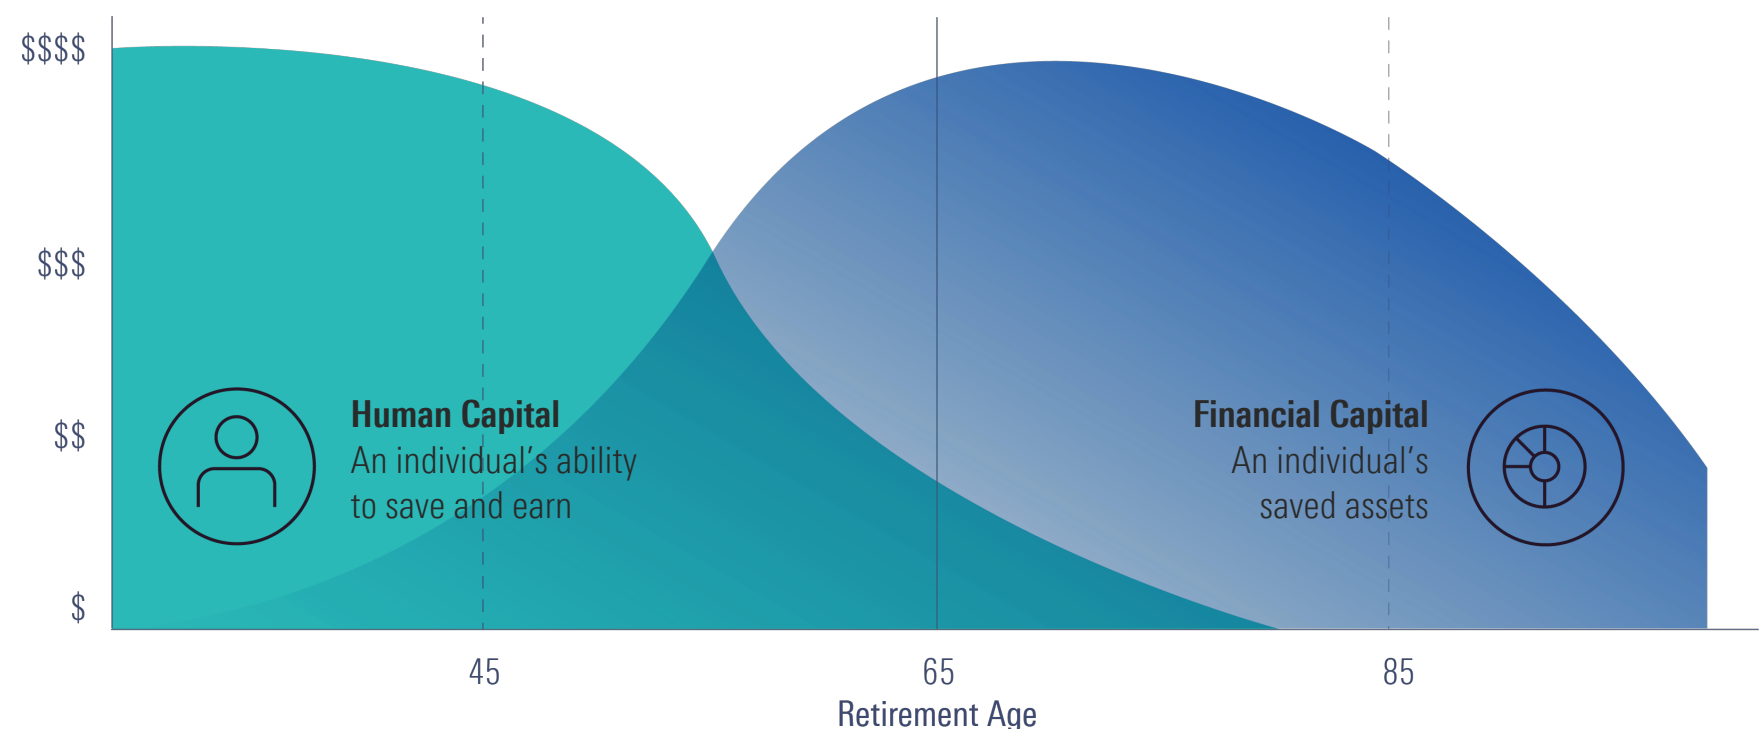 $$$$
$$$
$$
$
Human Capital
An individual’s ability
to save and earn
Financial Capital
An individual’s
saved assets
45
65
85
Retirement Age